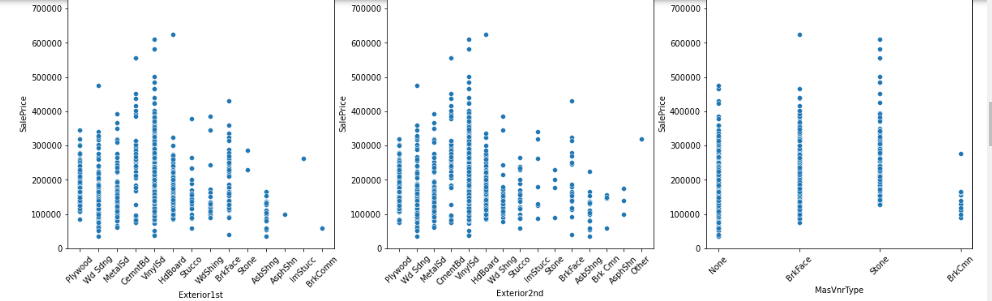 700000
600000
500000
400000
300000
200000
100000
0
SalePrice
Plywood
Wd Sdng
MetalSd
CemntBd
VinylSd
HdBoard
Stucco
WdShing
BrkFace
Stone
AsbShng
AsphShn
ImStucc
BrkComm
Exterior1st
700000
600000
500000
400000
300000
200000
100000
0
SalePrice
Plywood
Wd Sdng
MetalSd
CmentBd
VinylSd
HdBoard
Wd Shng
Stucco
ImStucc
Stone
BrkFace
AsbShng
Brk Cmn
AsphShn
Other
Exterior2nd
700000
600000
500000
400000
300000
200000
100000
0
SalePrice
None
BrkFace
Stone
BrkCmn
MasVnrType